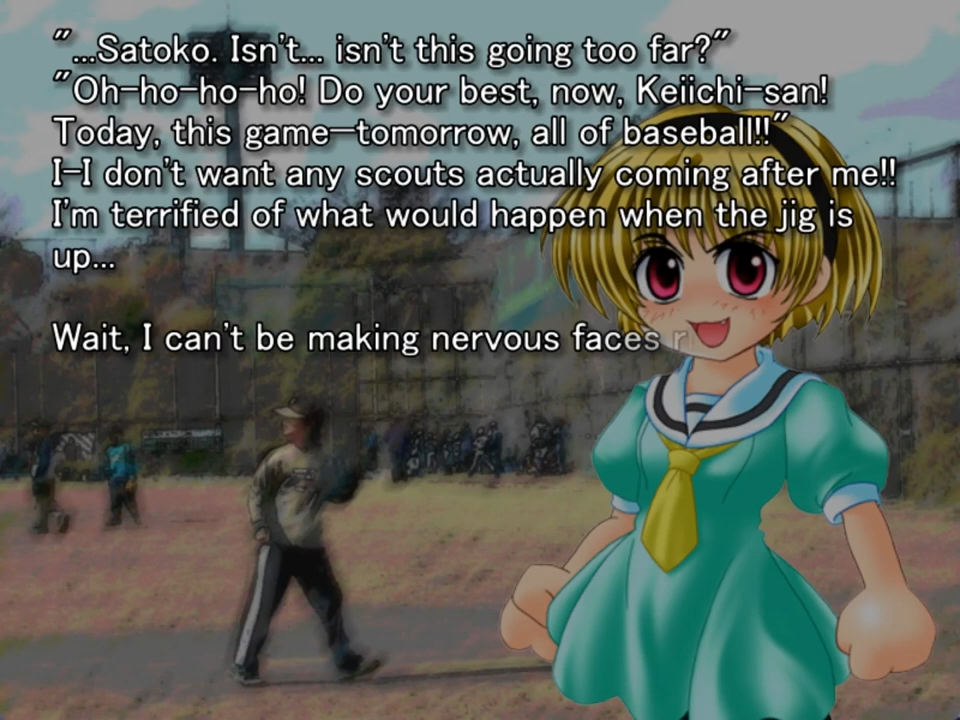 "...Satoko. Isn't... isn't this going too far?"
"Oh-ho-ho-ho! Do your best, now, Keiichi-san!
Today, this game—tomorrow, all of baseball!!"
I-I don't want any scouts actually coming after me!!
I'm terrified of what would happen when the jig is
up...
Wait, I can't be making nervous faces r